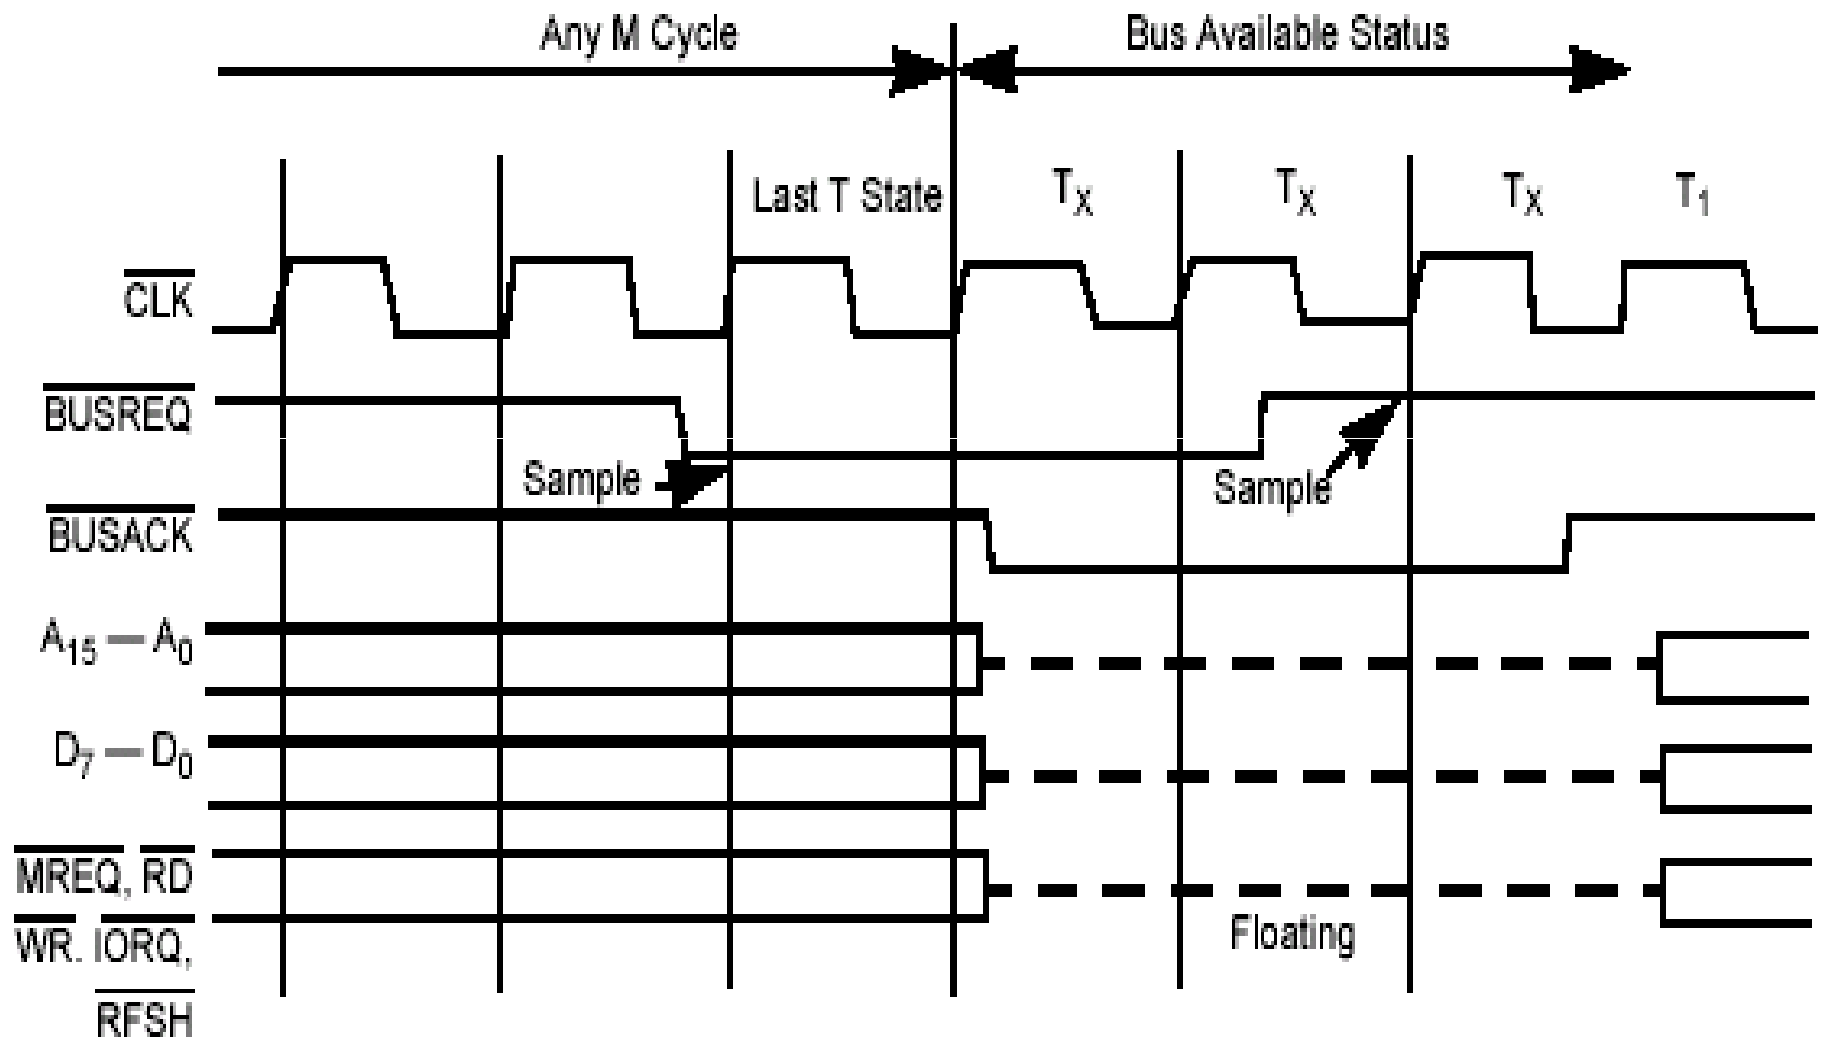 Any M Cycle
Bus Available Status
Last T State
TX
TX
TX
T1
CLK
BUSREQ
Sample
Sample
BUSACK
A15 — A0
D7 — D0
MREQ, RD
WR. IORQ,
Floating
RFSH